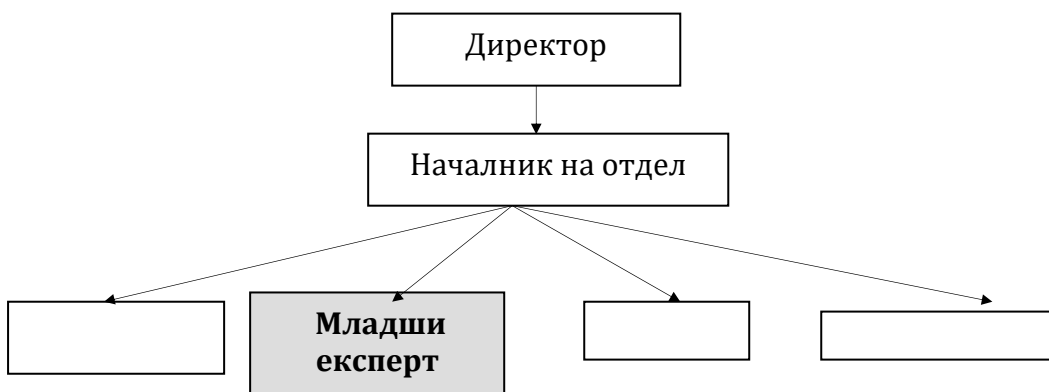 Директор
Началник на отдел
Младши
експерт